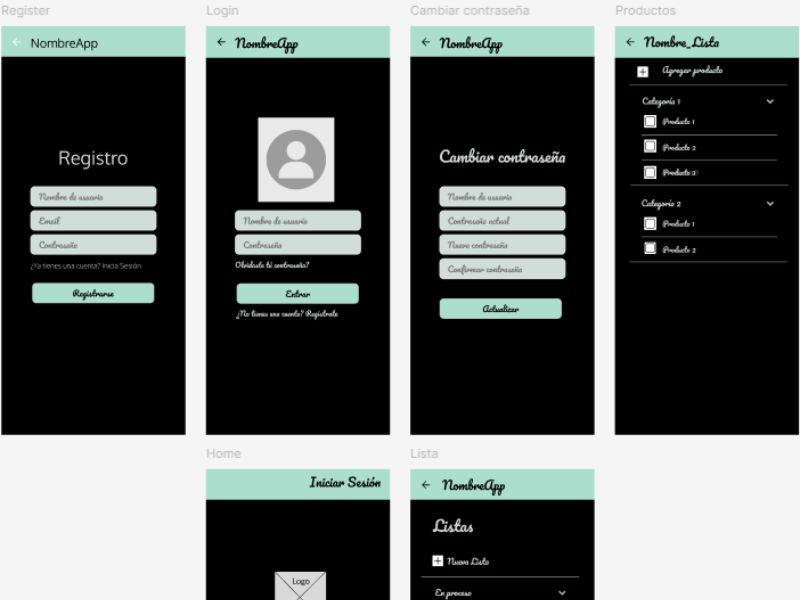 Register
NombreApp
Registro
Nombre de usuario
Email
Contraseña
¿Ya tienes una cuenta? Inicia Sesión
Registrarse
Login
NombreApp
Nombre de usuario
Contraseña
Olvidaste tú contraseña?
Entrar
¿No tienes una cuenta? Registrate
Cambiar contraseña
NombreApp
Cambiar contraseña
Nombre de usuario
Contraseña actual
Nueva contraseña
Confirmar contraseña
Actualizar
Productos
Nombre_Lista
Agregar producto
Categoría 1
Producto 1
Producto 2
Producto 3
Categoría 2
Producto 1
Producto 2
Home
Iniciar Sesión
Logo
Lista
NombreApp
Listas
Nueva Lista
En proceso